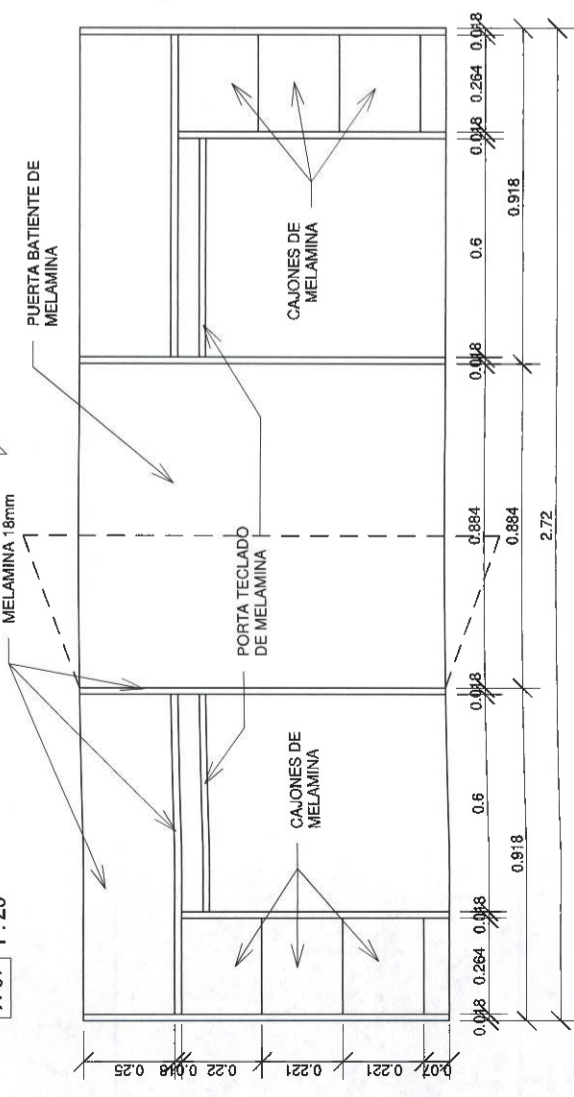 1 : 20
MELAMINA 18mm
PUERTA BATIENTE DE
MELAMINA
PORTA TECLADO
DE MELAMINA
CAJONES DE
MELAMINA
CAJONES DE
MELAMINA
0.25
0.018
0.22
0.221
0.221
0.07
0.018 0.264 0.018 0.6 0.018 0.884 0.018 0.6 0.018 0.264 0.018
0.918 0.884 0.918
2.72